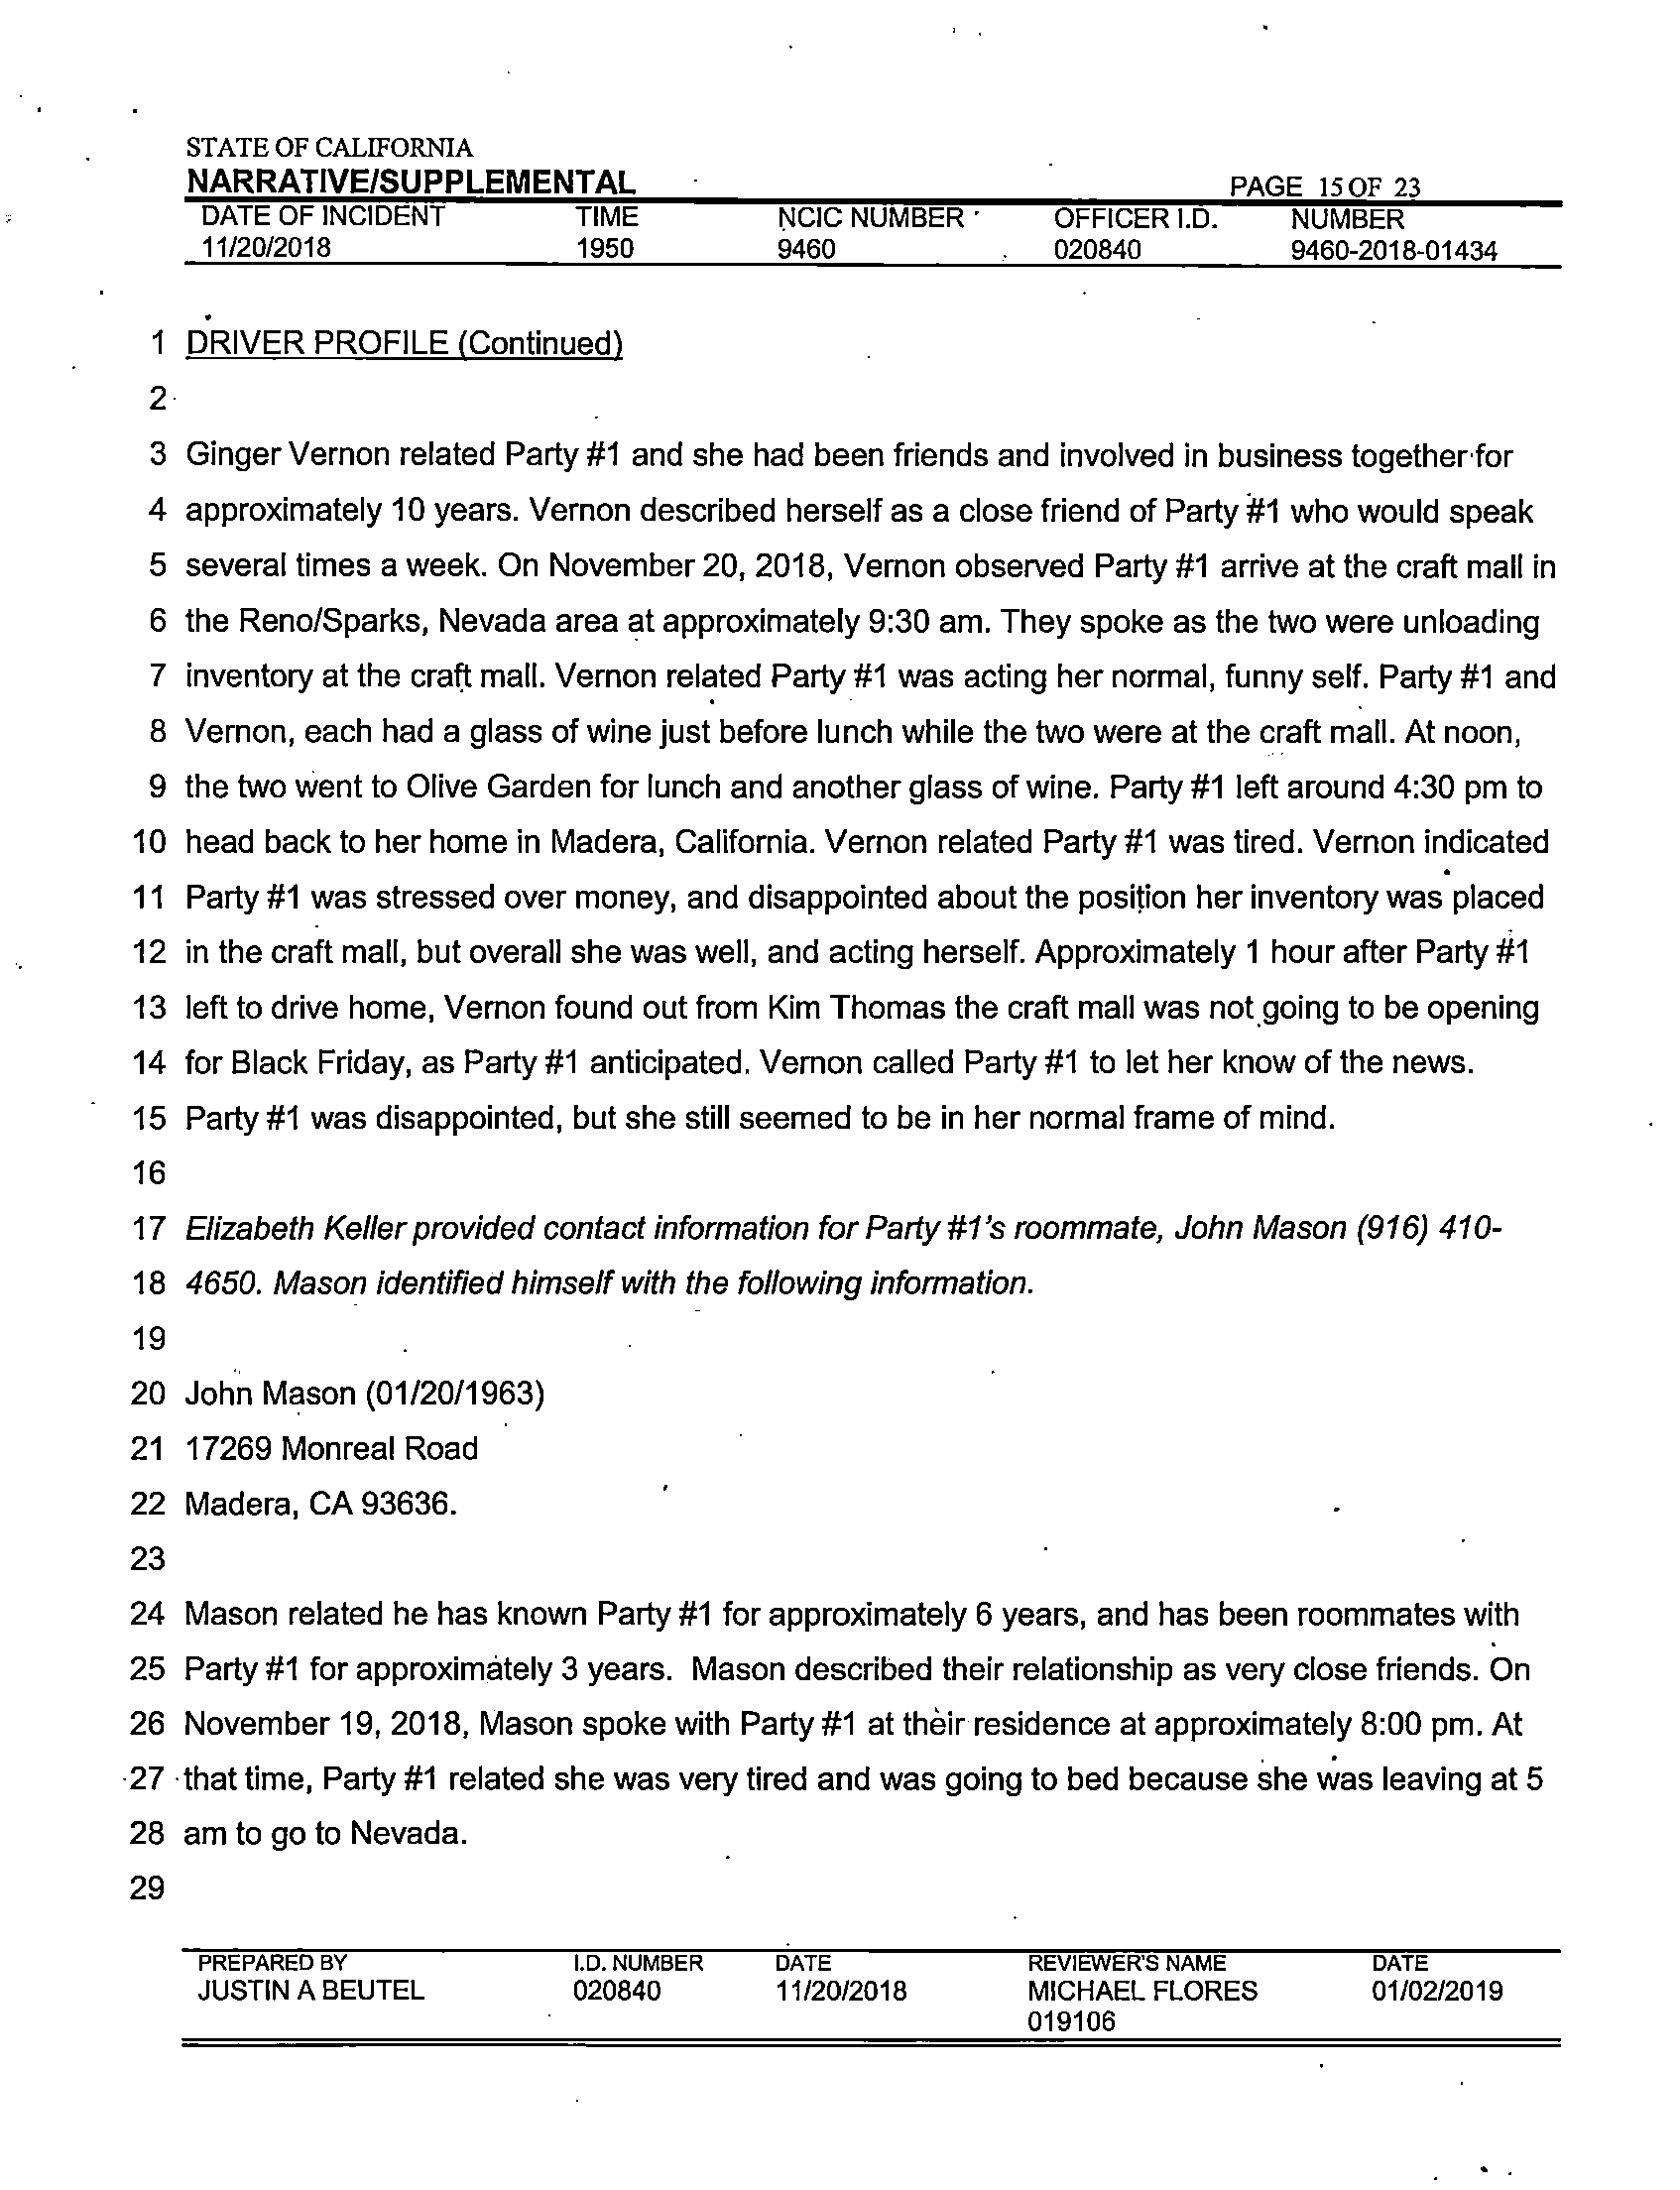 STATE OF CALIFORNIA
NARRATIVE/SUPPLEMENTAL PAGE 15 OF 23
DATE OF INCIDENT TIME NCIC NUMBER OFFICER I.D. NUMBER
11/20/2018 1950 9460 020840 9460-2018-01434
1 DRIVER PROFILE (Continued)
2
3 Ginger Vernon related Party #1 and she had been friends and involved in business together for
4 approximately 10 years. Vernon described herself as a close friend of Party #1 who would speak
5 several times a week. On November 20, 2018, Vernon observed Party #1 arrive at the craft mall in
6 the Reno/Sparks, Nevada area at approximately 9:30 am. They spoke as the two were unloading
7 inventory at the craft mall. Vernon related Party #1 was acting her normal, funny self. Party #1 and
8 Vernon, each had a glass of wine just before lunch while the two were at the craft mall. At noon,
9 the two went to Olive Garden for lunch and another glass of wine. Party #1 left around 4:30 pm to
10 head back to her home in Madera, California. Vernon related Party #1 was tired. Vernon indicated
11 Party #1 was stressed over money, and disappointed about the position her inventory was placed
12 in the craft mall, but overall she was well, and acting herself. Approximately 1 hour after Party #1
13 left to drive home, Vernon found out from Kim Thomas the craft mall was not going to be opening
14 for Black Friday, as Party #1 anticipated. Vernon called Party #1 to let her know of the news.
15 Party #1 was disappointed, but she still seemed to be in her normal frame of mind.
16
17 Elizabeth Keller provided contact information for Party #1's roommate, John Mason (916) 410-
18 4650. Mason identified himself with the following information.
19
20 John Mason (01/20/1963)
21 17269 Monreal Road
22 Madera, CA 93636.
23
24 Mason related he has known Party #1 for approximately 6 years, and has been roommates with
25 Party #1 for approximately 3 years. Mason described their relationship as very close friends. On
26 November 19, 2018, Mason spoke with Party #1 at their residence at approximately 8:00 pm. At
27 that time, Party #1 related she was very tired and was going to bed because she was leaving at 5
28 am to go to Nevada.
29
PREPARED BY I.D. NUMBER DATE REVIEWER'S NAME DATE
JUSTIN A BEUTEL 020840 11/20/2018 MICHAEL FLORES 01/02/2019
019106